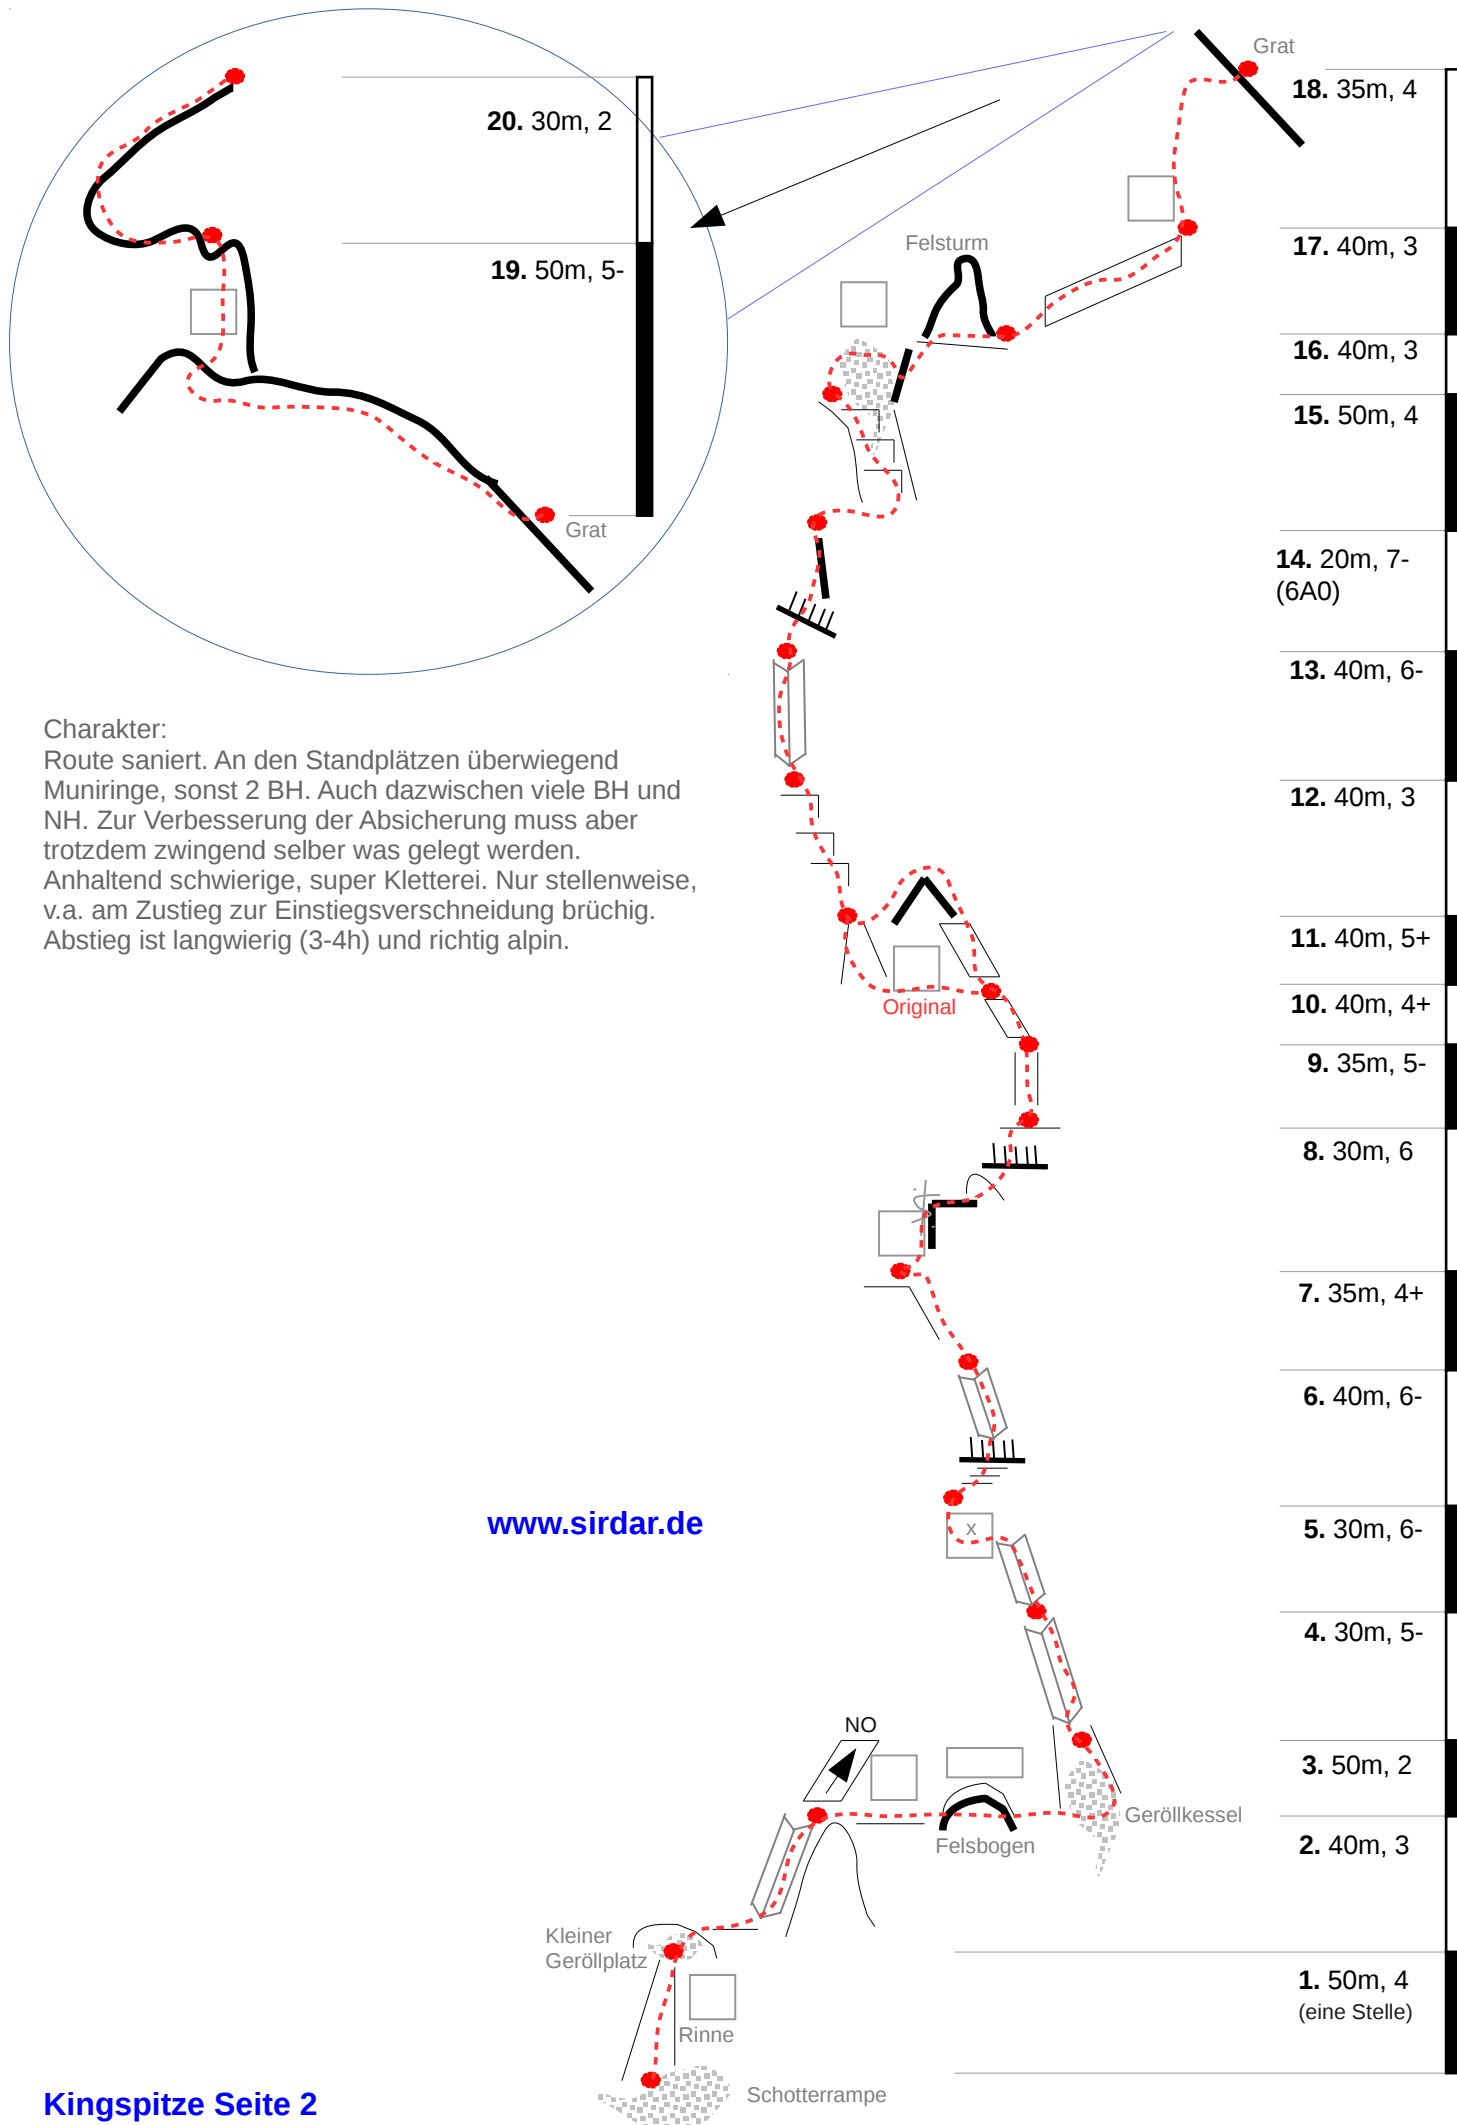 Grat
18. 35m, 4
20. 30m, 2
17. 40m, 3
Felsturm
19. 50m, 5-
16. 40m, 3
15. 50m, 4
Grat
14. 20m, 7-
(6A0)
13. 40m, 6-
Charakter:
Route saniert. An den Standplätzen überwiegend
Muniringe, sonst 2 BH. Auch dazwischen viele BH und
NH. Zur Verbesserung der Absicherung muss aber
trotzdem zwingend selber was gelegt werden.
Anhaltend schwierige, super Kletterei. Nur stellenweise,
v.a. am Zustieg zur Einstiegsverschneidung brüchig.
Abstieg ist langwierig (3-4h) und richtig alpin.
12. 40m, 3
11. 40m, 5+
Original
10. 40m, 4+
9. 35m, 5-
8. 30m, 6
7. 35m, 4+
6. 40m, 6-
www.sirdar.de
x
5. 30m, 6-
4. 30m, 5-
NO
3. 50m, 2
Geröllkessel
Felsbogen
2. 40m, 3
Kleiner
Geröllplatz
1. 50m, 4
(eine Stelle)
Rinne
Schotterrampe
Kingspitze Seite 2